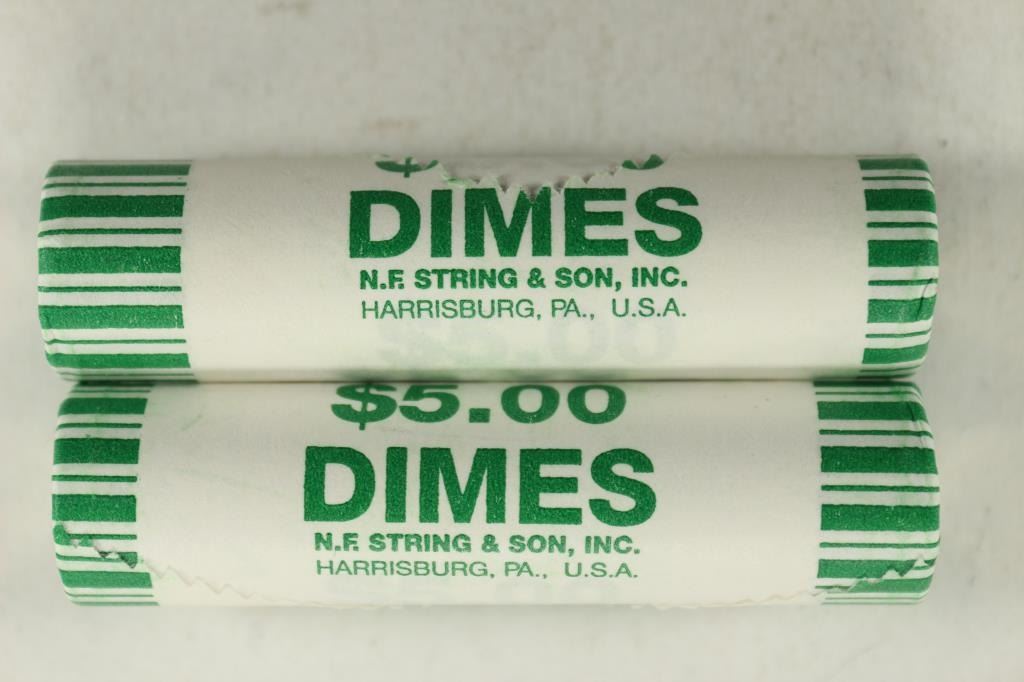 DIMES
N.F. STRING & SON, INC.
HARRISBURG, PA., U.S.A.
$5.00
DIMES
N.F. STRING & SON, INC.
HARRISBURG, PA., U.S.A.